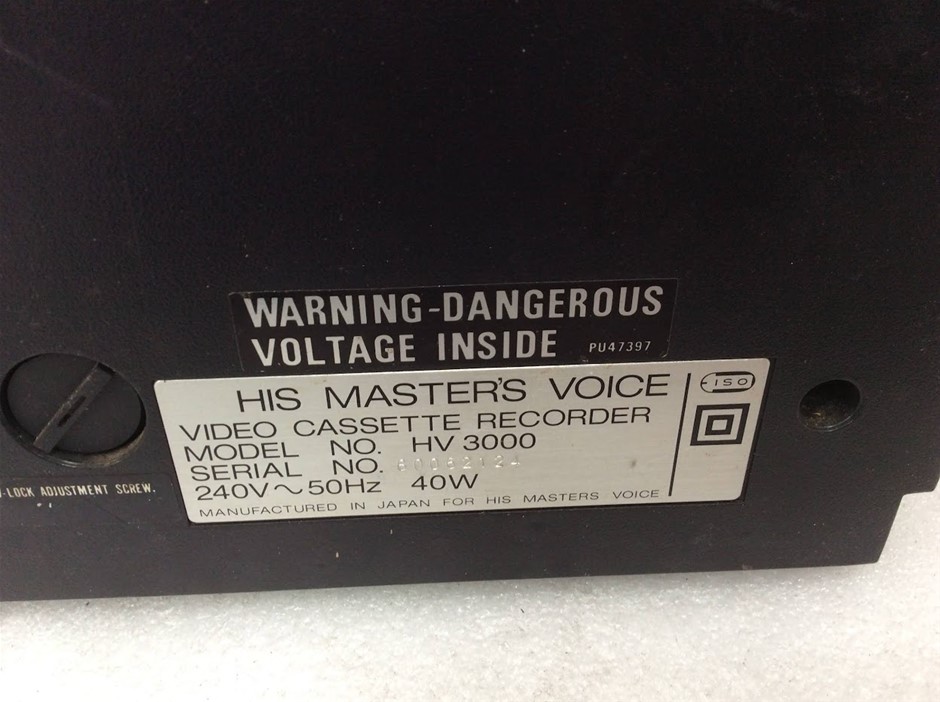 WARNING-DANGEROUS
VOLTAGE INSIDE PU47397
HIS MASTER'S VOICE
ISO
VIDEO CASSETTE RECORDER
MODEL NO. HV 3000
SERIAL NO.
240V~50Hz 40W
MANUFACTURED IN JAPAN FOR HIS MASTERS VOICE
-LOCK ADJUSTMENT SCREW.